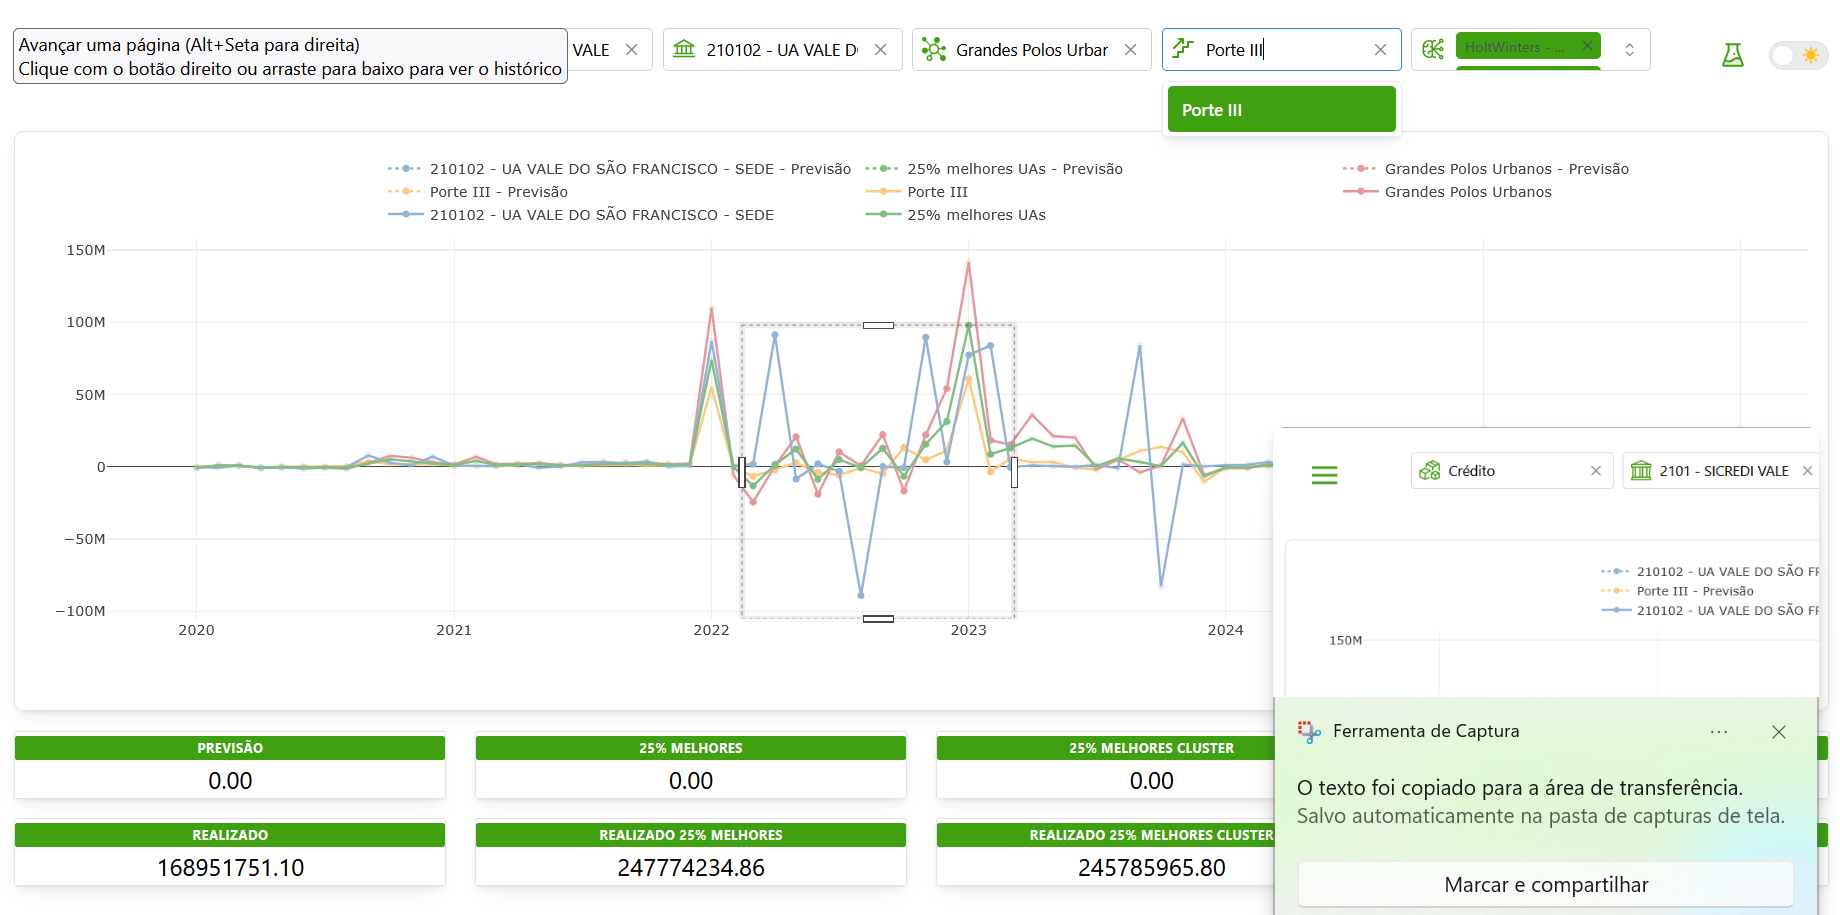 Avançar uma página (Alt+Seta para direita)
Clique com o botão direito ou arraste para baixo para ver o histórico
VALE
210102 - UA VALE D
Grandes Polos Urbar
Porte III
HoltWinters - ...
Porte III
210102 - UA VALE DO SÃO FRANCISCO - SEDE - Previsão
25% melhores UAs - Previsão
Grandes Polos Urbanos - Previsão
Porte III - Previsão
Porte III
Grandes Polos Urbanos
210102 - UA VALE DO SÃO FRANCISCO - SEDE
25% melhores UAs
150M
100M
50M
0
−50M
−100M
2020
2021
2022
2023
2024
Crédito
2101 - SICREDI VALE
210102 - UA VALE DO SÃO FR
Porte III - Previsão
210102 - UA VALE DO SÃO FR
150M
PREVISÃO
0.00
25% MELHORES
0.00
25% MELHORES CLUSTER
0.00
REALIZADO
168951751.10
REALIZADO 25% MELHORES
247774234.86
REALIZADO 25% MELHORES CLUSTER
245785965.80
Ferramenta de Captura
...
O texto foi copiado para a área de transferência.
Salvo automaticamente na pasta de capturas de tela.
Marcar e compartilhar